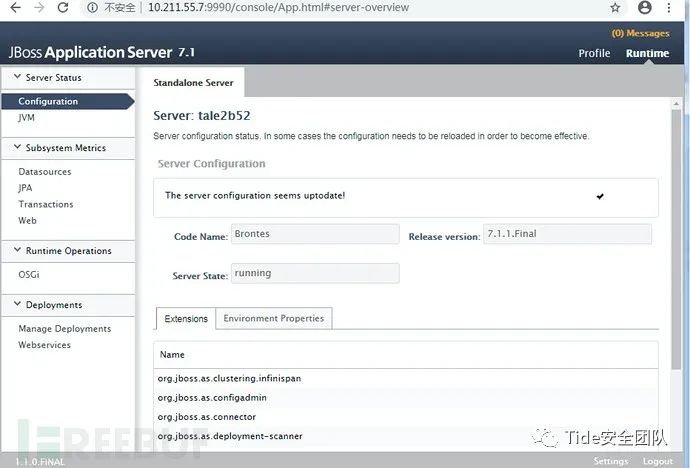 不安全 | 10.211.55.7:9990/console/App.html#server-overview
(0) Messages
JBoss Application Server 7.1
Profile Runtime
Server Status
Configuration
JVM
Subsystem Metrics
Datasources
JPA
Transactions
Web
Runtime Operations
OSGi
Deployments
Manage Deployments
Webservices
Standalone Server
Server: tale2b52
Server configuration status. In some cases the configuration needs to be reloaded in order to become effective.
Server Configuration
The server configuration seems uptodate!
Code Name: Brontes Release version: 7.1.1.Final
Server State: running
Extensions Environment Properties
Name
org.jboss.as.clustering.infinispan
org.jboss.as.configadmin
org.jboss.as.connector
org.jboss.as.deployment-scanner
FREEBUF
Tide安全团队
1.1.0.FINAL
Settings Logout